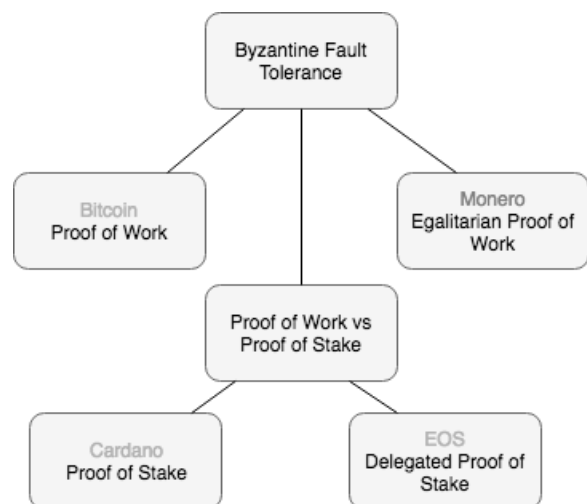 Byzantine Fault
Tolerance
Bitcoin
Proof of Work
Monero
Egalitarian Proof of
Work
Proof of Work vs
Proof of Stake
Cardano
Proof of Stake
EOS
Delegated Proof of
Stake